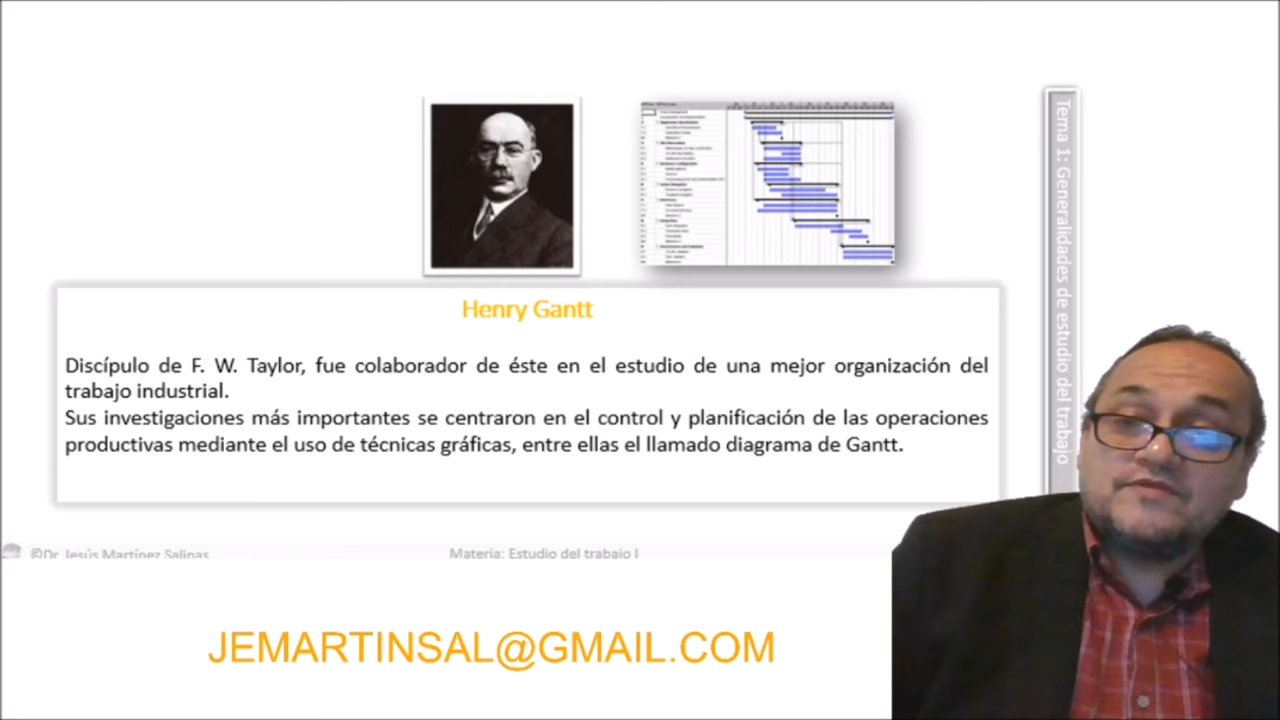 Henry Gantt
Discípulo de F. W. Taylor, fue colaborador de éste en el estudio de una mejor organización del
trabajo industrial.
Sus investigaciones más importantes se centraron en el control y planificación de las operaciones
productivas mediante el uso de técnicas gráficas, entre ellas el llamado diagrama de Gantt.
Tema 1: Generalidades de estudio del trabajo
©Dr. Jesús Martínez Salinas
Materia: Estudio del trabajo I
JEMARTINSAL@GMAIL.COM